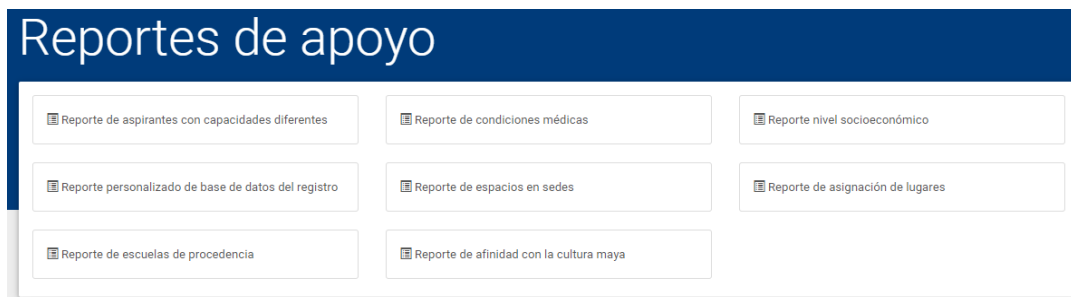 Reportes de apoyo
Reporte de aspirantes con capacidades diferentes
Reporte de condiciones médicas
Reporte nivel socioeconómico
Reporte personalizado de base de datos del registro
Reporte de espacios en sedes
Reporte de asignación de lugares
Reporte de escuelas de procedencia
Reporte de afinidad con la cultura maya